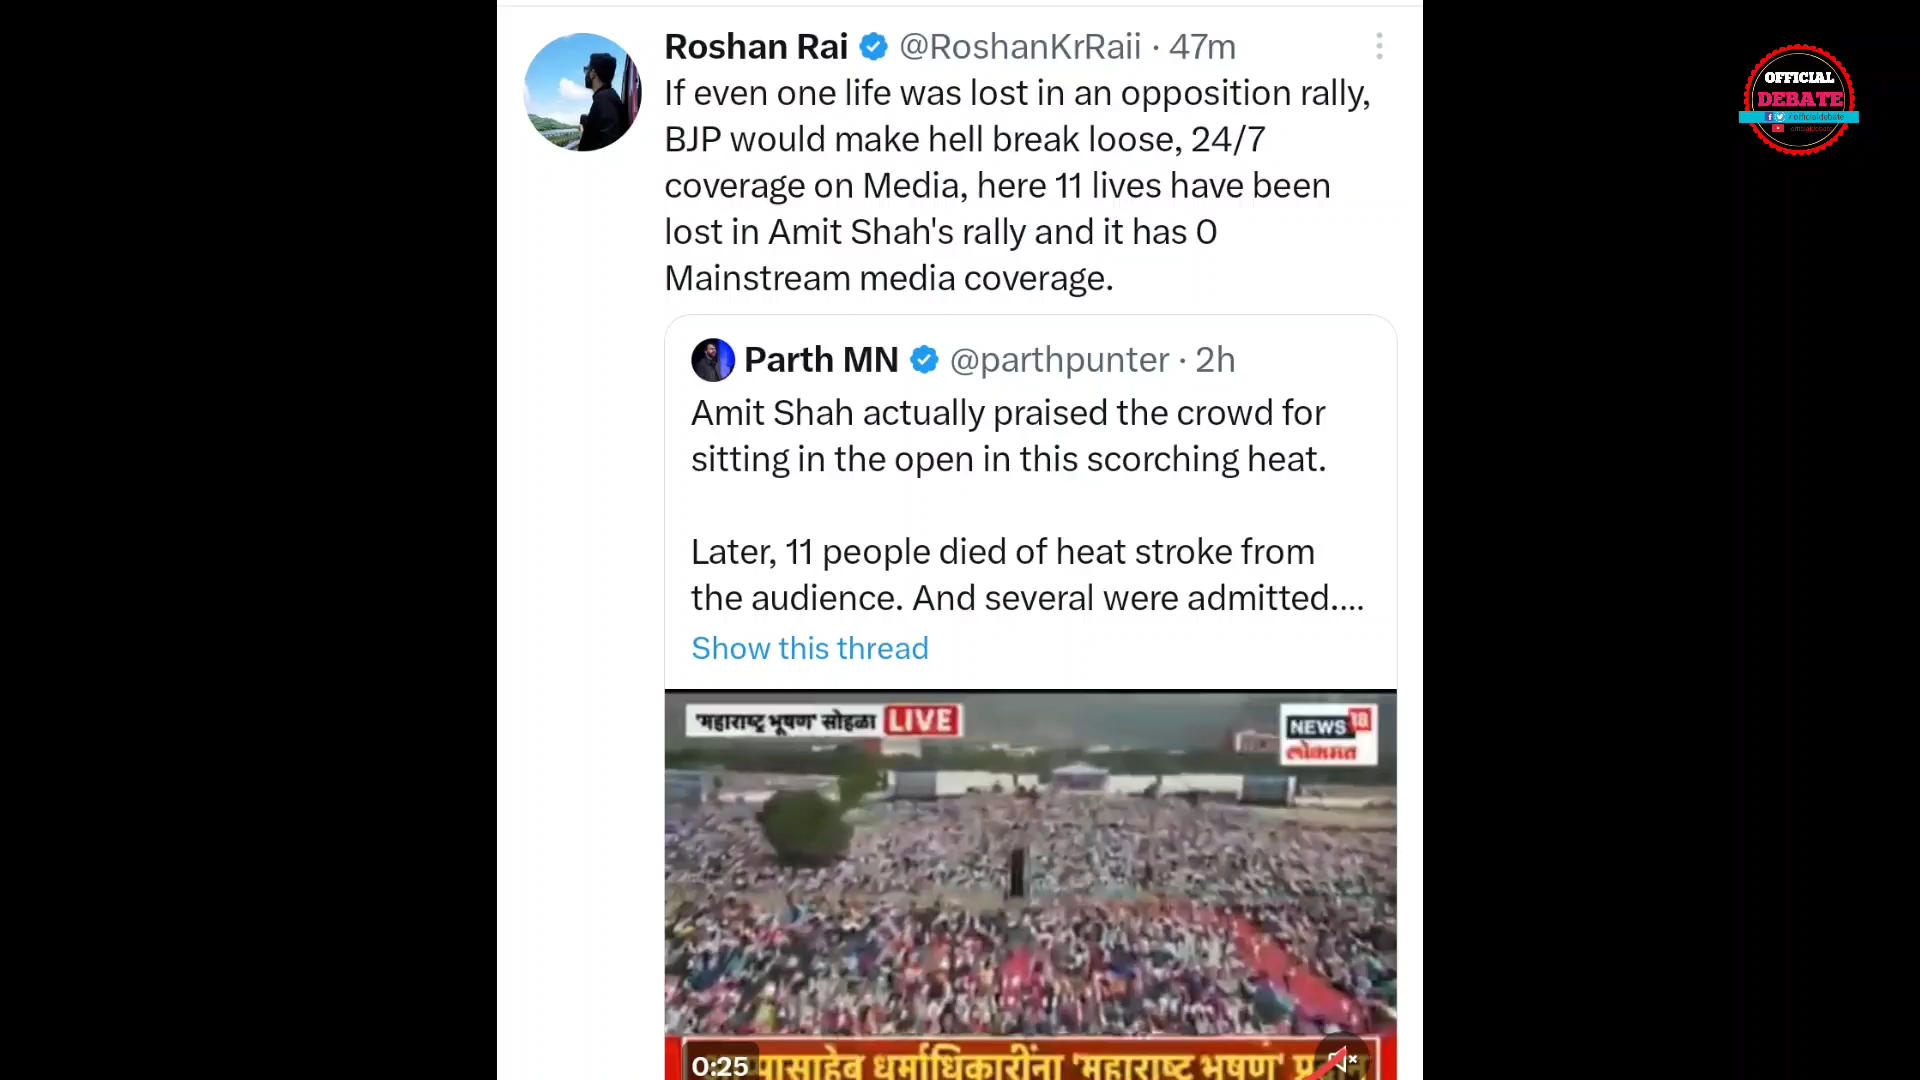 Roshan Rai @RoshanKrRaii · 47m
If even one life was lost in an opposition rally,
BJP would make hell break loose, 24/7
coverage on Media, here 11 lives have been
lost in Amit Shah's rally and it has 0
Mainstream media coverage.
Parth MN @parthpunter · 2h
Amit Shah actually praised the crowd for
sitting in the open in this scorching heat.
Later, 11 people died of heat stroke from
the audience. And several were admitted....
Show this thread
'महाराष्ट्र भूषण' सोहळा LIVE
NEWS 18
लोकमत
0:25
धर्माधिकारींना 'महाराष्ट्र भूषण'
OFFICIAL
DEBATE
/ officialdebate
officialdebate